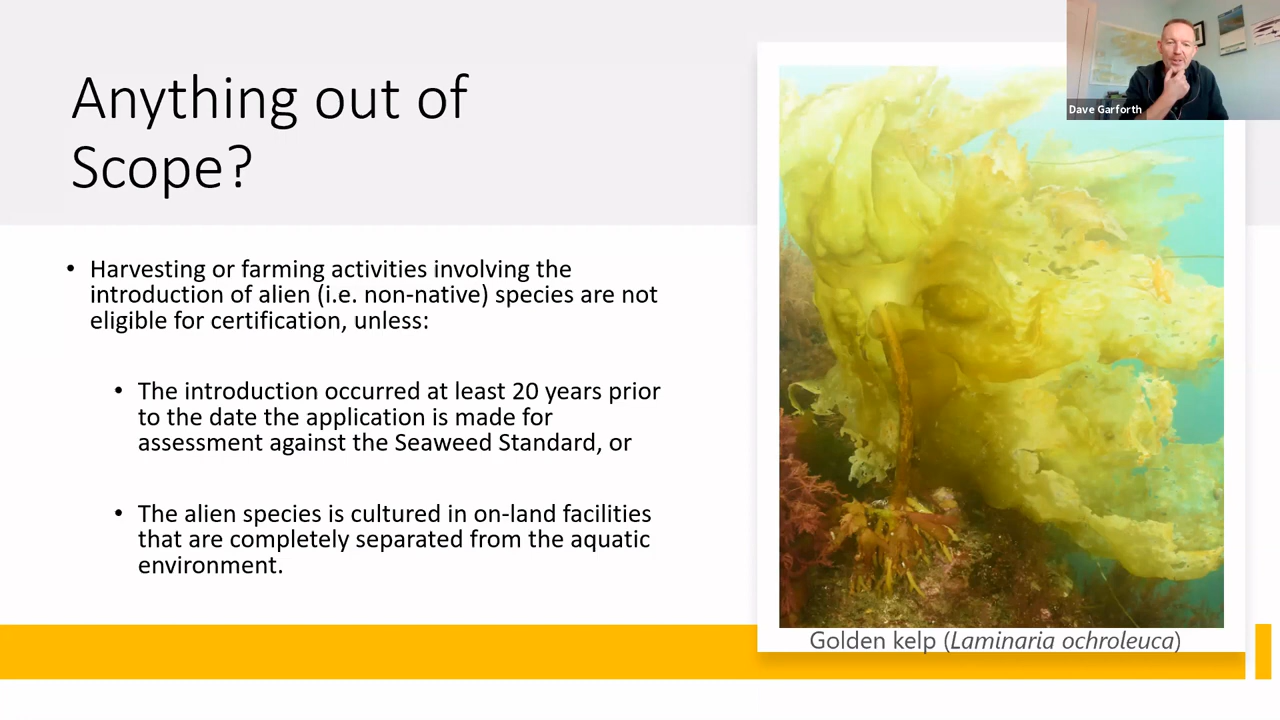 Anything out of
Scope?
• Harvesting or farming activities involving the
introduction of alien (i.e. non-native) species are not
eligible for certification, unless:
• The introduction occurred at least 20 years prior
to the date the application is made for
assessment against the Seaweed Standard, or
• The alien species is cultured in on-land facilities
that are completely separated from the aquatic
environment.
Dave Garforth
Golden kelp (Laminaria ochroleuca)